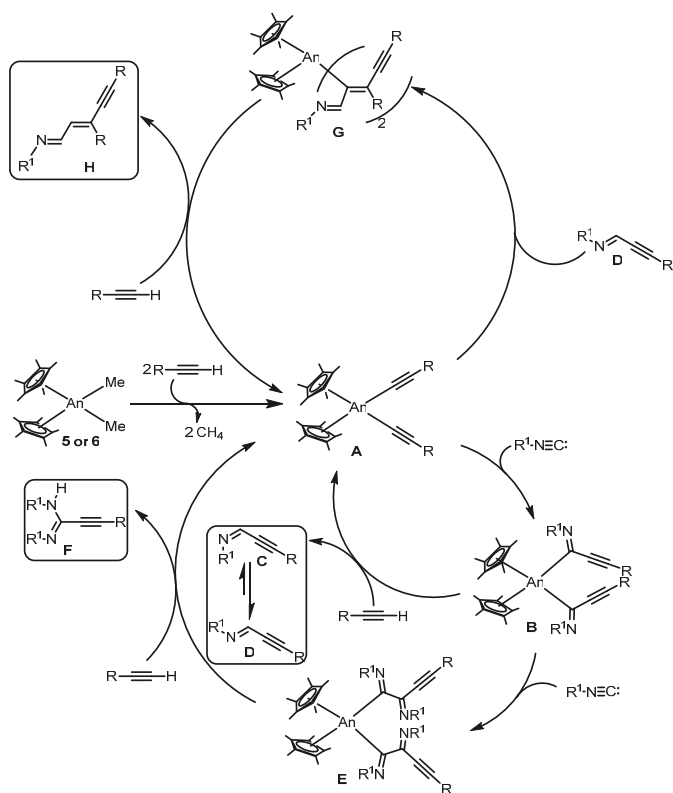 R
An
R
N
R¹
2
G
R
N
R
R¹
H
R¹
N
R
D
R≡H
2R≡H
Me
An
Me
5 or 6
2 CH₄
R
An
R
A
R¹-N≡C:
H
R¹-N
R
R¹-N
F
N
R¹
R
C
R¹
N
R
D
R≡H
R¹N
R
An
R
R¹N
B
R≡H
R¹-N≡C:
R¹N
R
NR¹
An
NR¹
R¹N
R
E